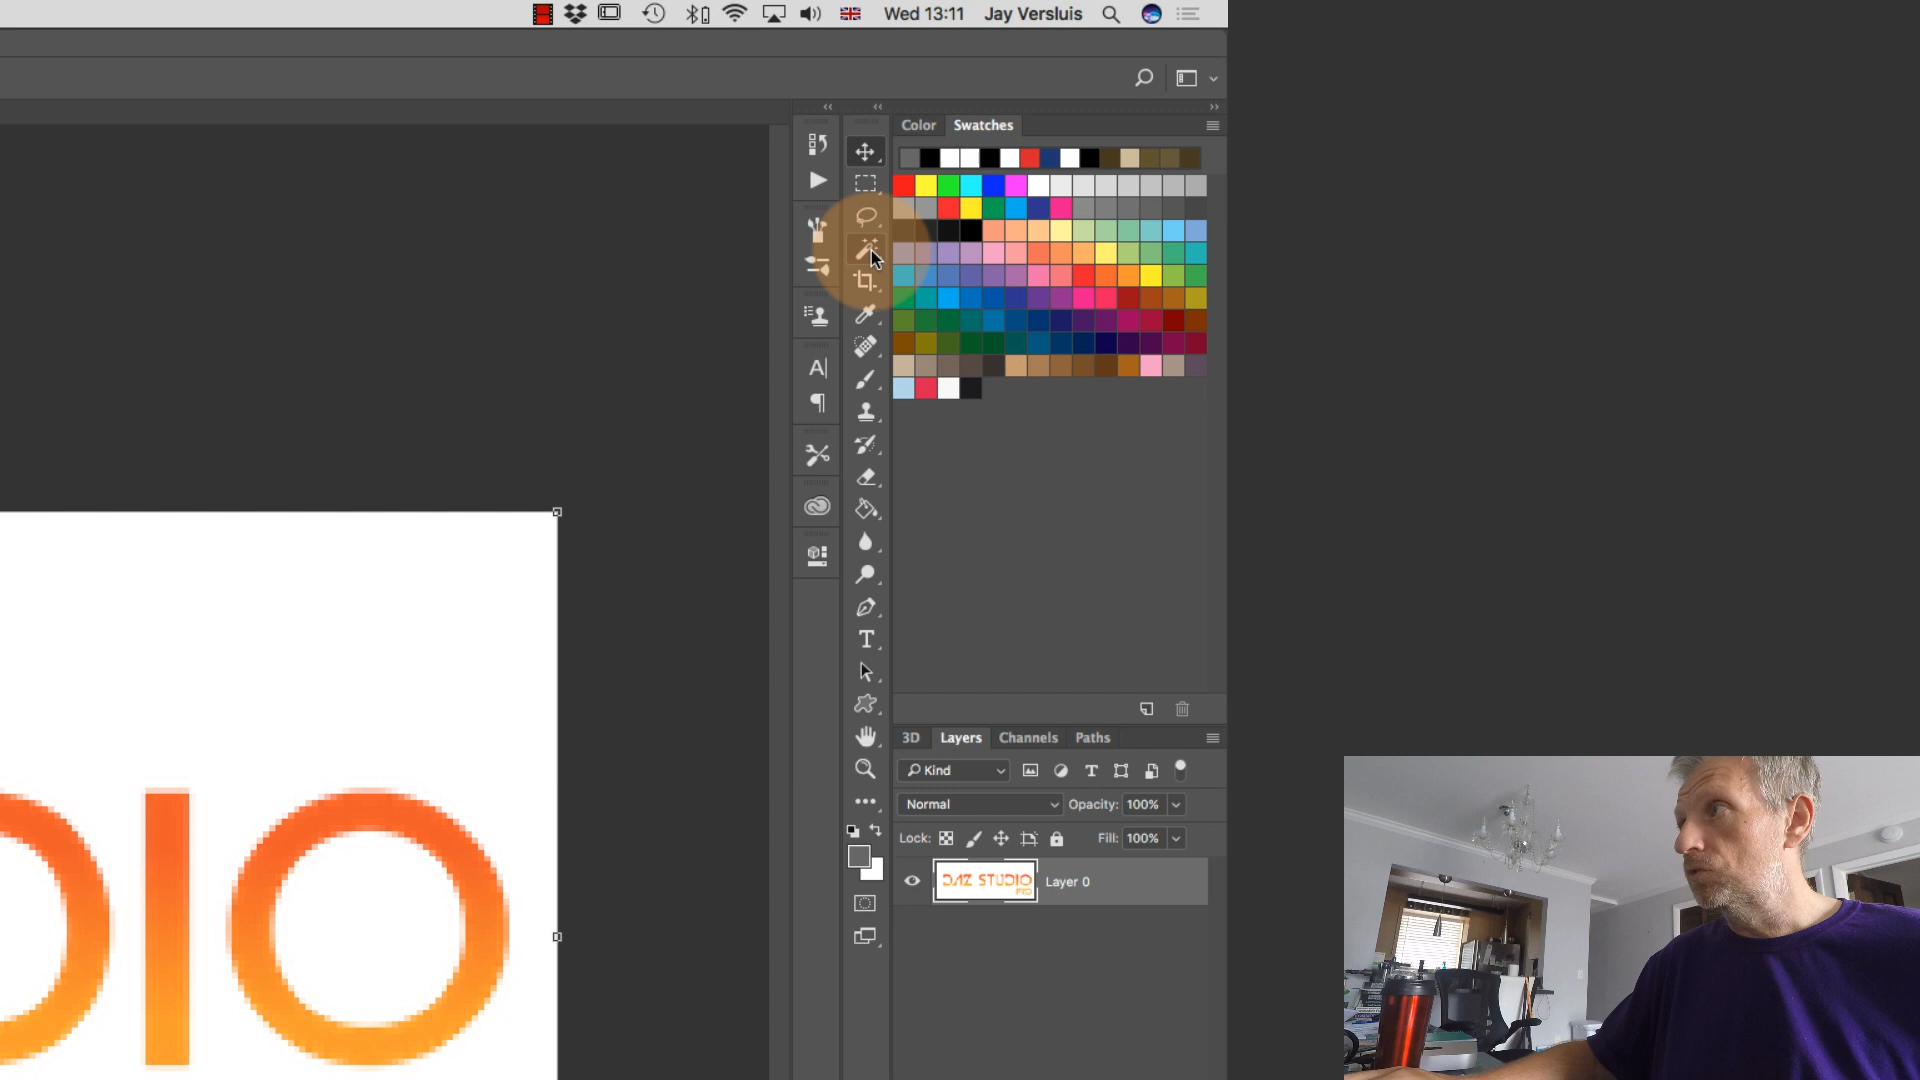 Wed 13:11 Jay Versluis
Color Swatches
A|
T
3D Layers Channels Paths
Kind T
Normal Opacity: 100%
Lock: Fill: 100%
DAZ STUDIO
PRO
Layer 0
DIO